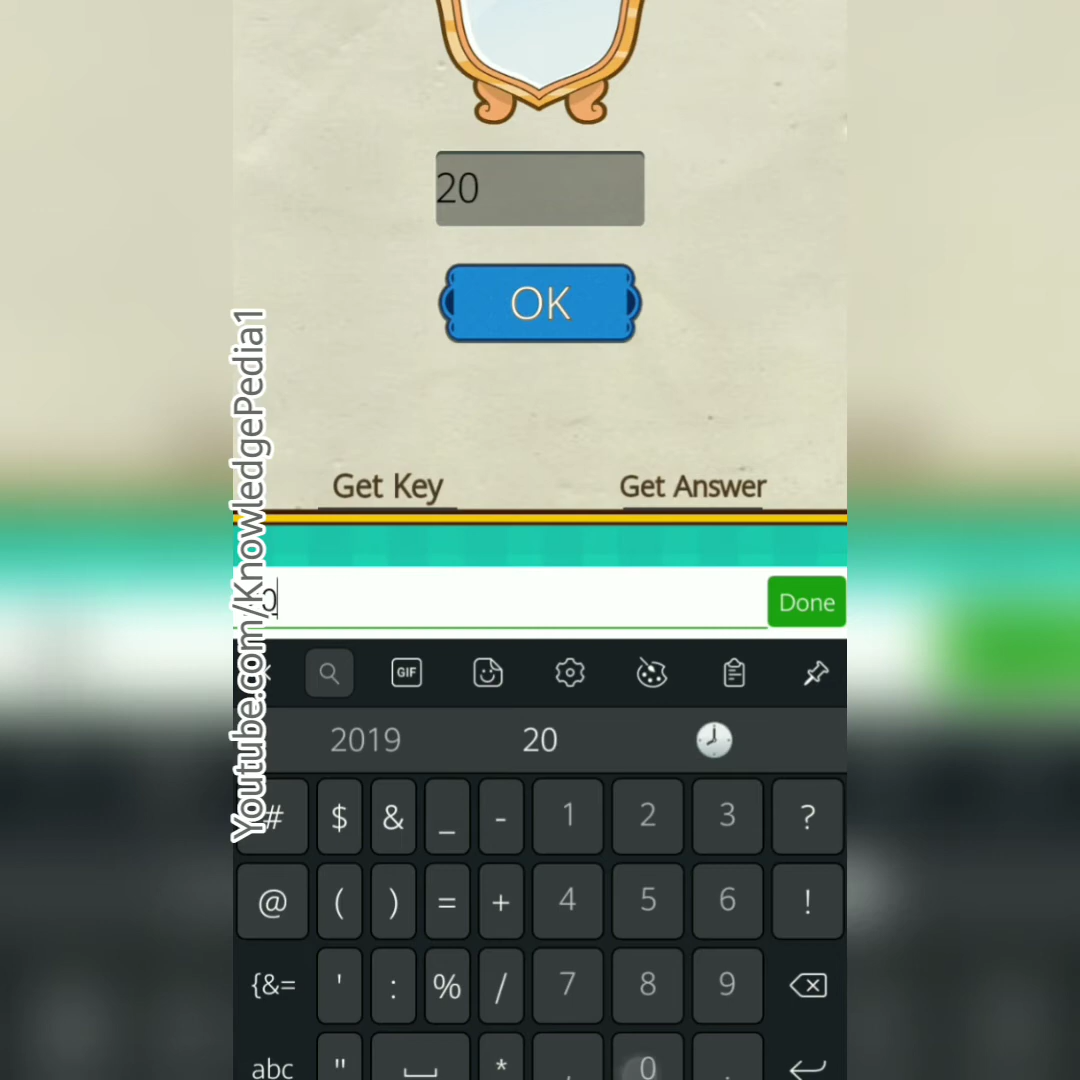 20
OK
Get Key
Get Answer
Done
GIF
2019
20
# $ & _ - 1 2 3 ?
@ ( ) = + 4 5 6 !
{&= ' : % / 7 8 9
abc " * , 0 .
Youtube.com/KnowledgePedia1